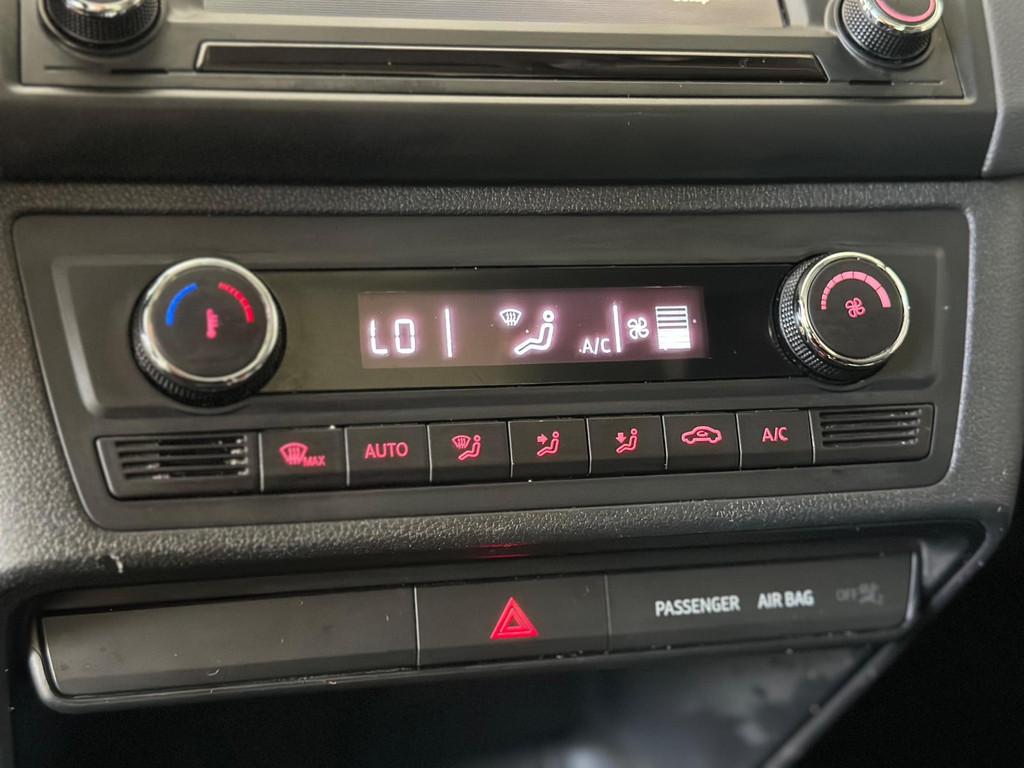 LO
A/C
MAX
AUTO
A/C
PASSENGER AIR BAG OFF